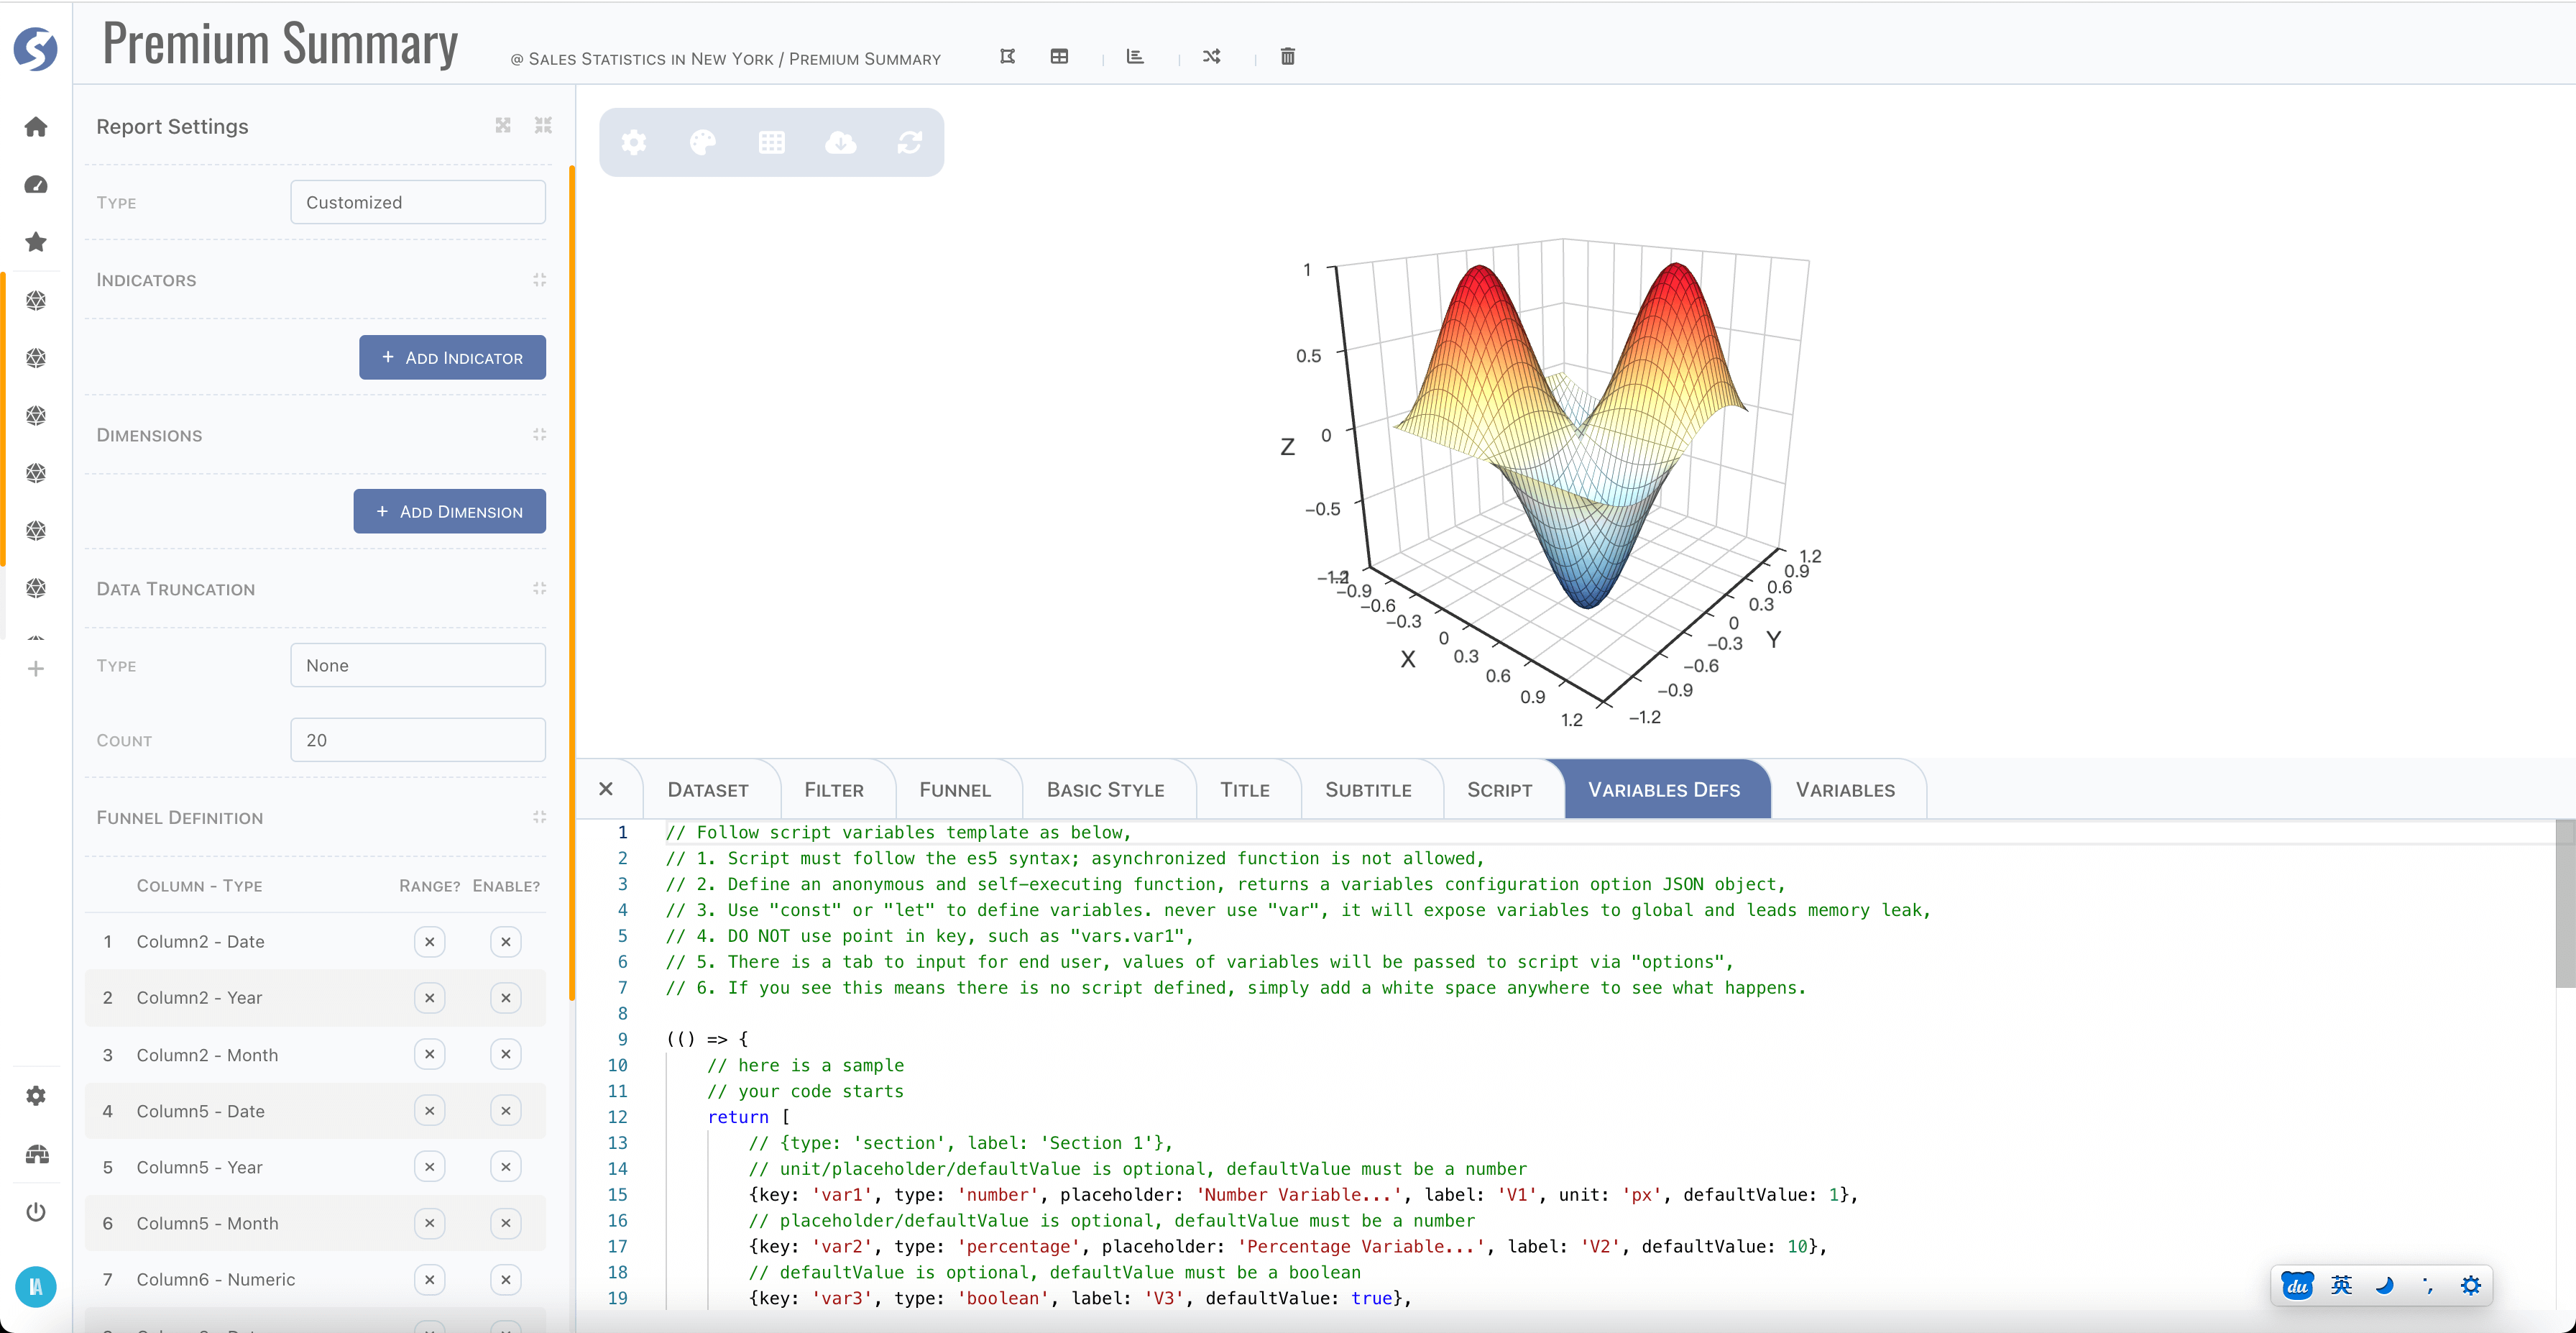 Premium Summary
@ Sales Statistics in New York / Premium Summary
Report Settings
Type
Customized
Indicators
+ Add Indicator
Dimensions
+ Add Dimension
Data Truncation
Type
None
Count
20
Funnel Definition
Column - Type Range? Enable?
1 Column2 - Date
2 Column2 - Year
3 Column2 - Month
4 Column5 - Date
5 Column5 - Year
6 Column5 - Month
7 Column6 - Numeric
IA
1
0.5
0
−0.5
Z
−0.9
−0.6
−0.3
0
0.3
0.6
0.9
1.2
X
1.2
0.9
0.6
0.3
0
−0.3
−0.6
−0.9
−1.2
Y
Dataset Filter Funnel Basic Style Title Subtitle Script Variables Defs Variables
1 // Follow script variables template as below,
2 // 1. Script must follow the es5 syntax; asynchronized function is not allowed,
3 // 2. Define an anonymous and self-executing function, returns a variables configuration option JSON object,
4 // 3. Use "const" or "let" to define variables. never use "var", it will expose variables to global and leads memory leak,
5 // 4. DO NOT use point in key, such as "vars.var1",
6 // 5. There is a tab to input for end user, values of variables will be passed to script via "options",
7 // 6. If you see this means there is no script defined, simply add a white space anywhere to see what happens.
8
9 (() => {
10 // here is a sample
11 // your code starts
12 return [
13 // {type: 'section', label: 'Section 1'},
14 // unit/placeholder/defaultValue is optional, defaultValue must be a number
15 {key: 'var1', type: 'number', placeholder: 'Number Variable...', label: 'V1', unit: 'px', defaultValue: 1},
16 // placeholder/defaultValue is optional, defaultValue must be a number
17 {key: 'var2', type: 'percentage', placeholder: 'Percentage Variable...', label: 'V2', defaultValue: 10},
18 // defaultValue is optional, defaultValue must be a boolean
19 {key: 'var3', type: 'boolean', label: 'V3', defaultValue: true},
du 英